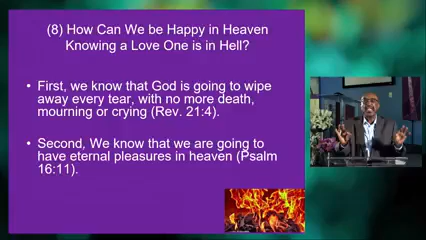 (8) How Can We be Happy in Heaven
Knowing a Love One is in Hell?
• First, we know that God is going to wipe
away every tear, with no more death,
mourning or crying (Rev. 21:4).
• Second, We know that we are going to
have eternal pleasures in heaven (Psalm
16:11).